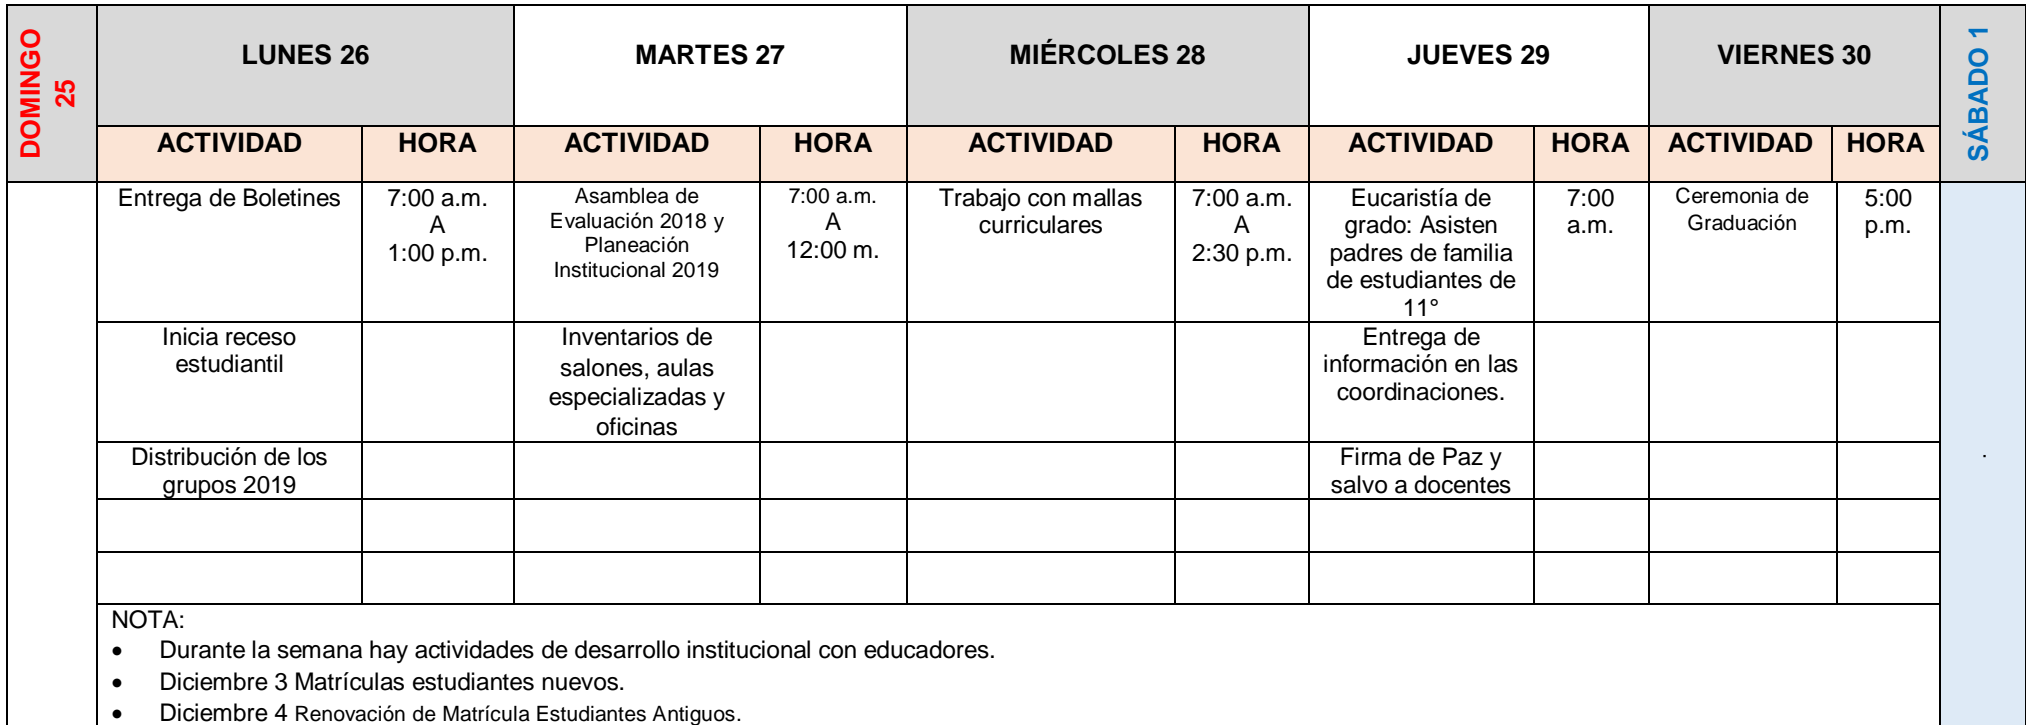 DOMINGO
25
LUNES 26
MARTES 27
MIÉRCOLES 28
JUEVES 29
VIERNES 30
SÁBADO 1
ACTIVIDAD
HORA
ACTIVIDAD
HORA
ACTIVIDAD
HORA
ACTIVIDAD
HORA
ACTIVIDAD
HORA
Entrega de Boletines
7:00 a.m.
A
1:00 p.m.
Asamblea de
Evaluación 2018 y
Planeación
Institucional 2019
7:00 a.m.
A
12:00 m.
Trabajo con mallas
curriculares
7:00 a.m.
A
2:30 p.m.
Eucaristía de
grado: Asisten
padres de familia
de estudiantes de
11°
7:00
a.m.
Ceremonia de
Graduación
5:00
p.m.
Inicia receso
estudiantil
Inventarios de
salones, aulas
especializadas y
oficinas
Entrega de
información en las
coordinaciones.
Distribución de los
grupos 2019
Firma de Paz y
salvo a docentes
.
NOTA:
• Durante la semana hay actividades de desarrollo institucional con educadores.
• Diciembre 3 Matrículas estudiantes nuevos.
• Diciembre 4 Renovación de Matrícula Estudiantes Antiguos.